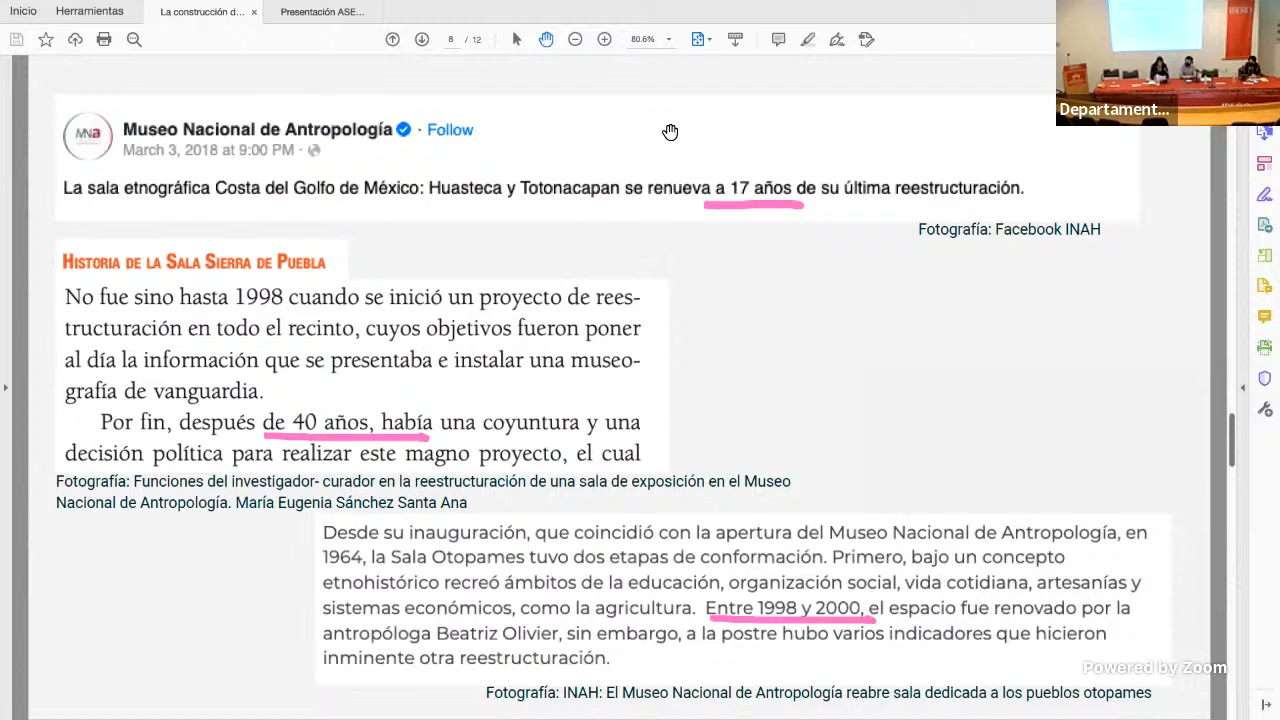 Inicio Herramientas La construcción d... × Presentación ASE...
8 / 12 80.6%
Departament...
MNA
Museo Nacional de Antropología · Follow
March 3, 2018 at 9:00 PM ·
La sala etnográfica Costa del Golfo de México: Huasteca y Totonacapan se renueva a 17 años de su última reestructuración.
Fotografía: Facebook INAH
HISTORIA DE LA SALA SIERRA DE PUEBLA
No fue sino hasta 1998 cuando se inició un proyecto de rees-
tructuración en todo el recinto, cuyos objetivos fueron poner
al día la información que se presentaba e instalar una museo-
grafía de vanguardia.
Por fin, después de 40 años, había una coyuntura y una
decisión política para realizar este magno proyecto, el cual
Fotografía: Funciones del investigador- curador en la reestructuración de una sala de exposición en el Museo
Nacional de Antropología. María Eugenia Sánchez Santa Ana
Desde su inauguración, que coincidió con la apertura del Museo Nacional de Antropología, en
1964, la Sala Otopames tuvo dos etapas de conformación. Primero, bajo un concepto
etnohistórico recreó ámbitos de la educación, organización social, vida cotidiana, artesanías y
sistemas económicos, como la agricultura. Entre 1998 y 2000, el espacio fue renovado por la
antropóloga Beatriz Olivier, sin embargo, a la postre hubo varios indicadores que hicieron
inminente otra reestructuración.
Powered by Zoom
Fotografía: INAH: El Museo Nacional de Antropología reabre sala dedicada a los pueblos otopames